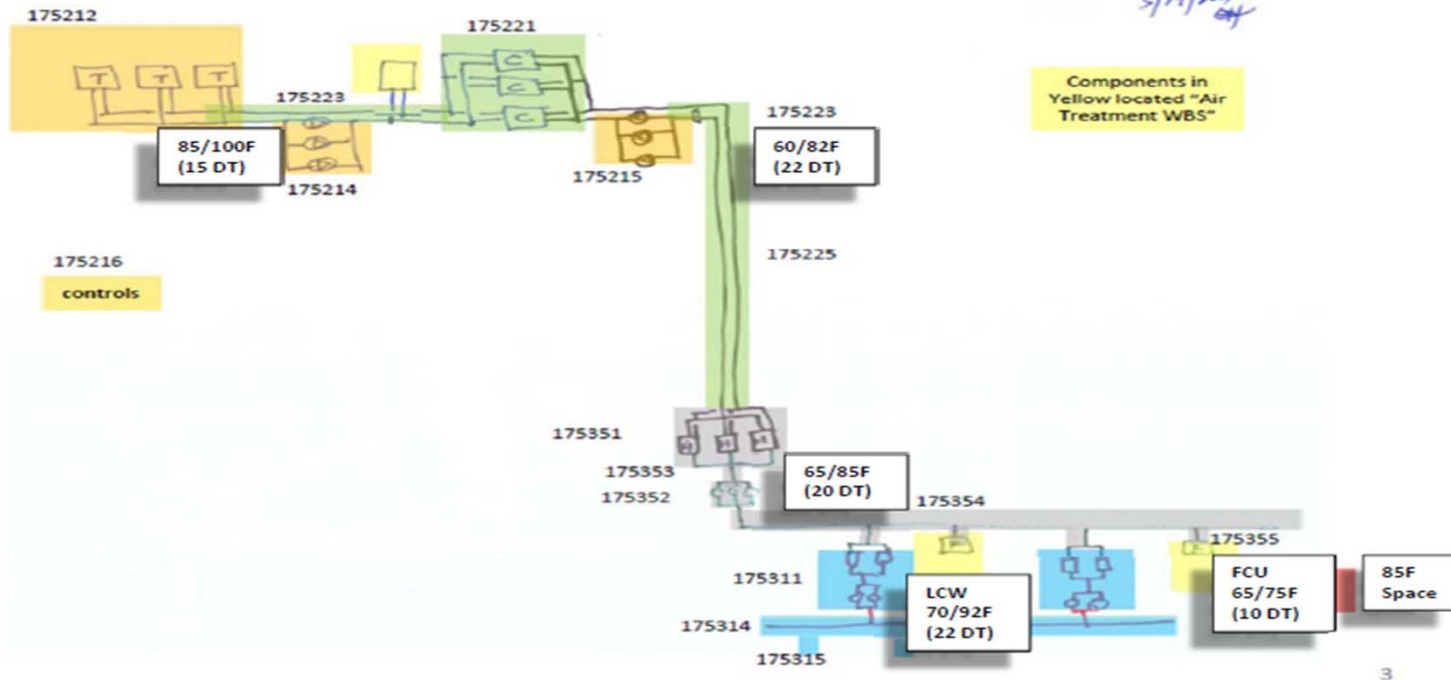 175212
175221
T
T
T
C
C
C
175223
175223
85/100F
(15 DT)
175214
175215
60/82F
(22 DT)
Components in
Yellow located "Air
Treatment WBS"
175216
controls
175225
175351
175353
175352
65/85F
(20 DT)
175354
175355
175311
LCW
70/92F
(22 DT)
FCU
65/75F
(10 DT)
85F
Space
175314
175315
3